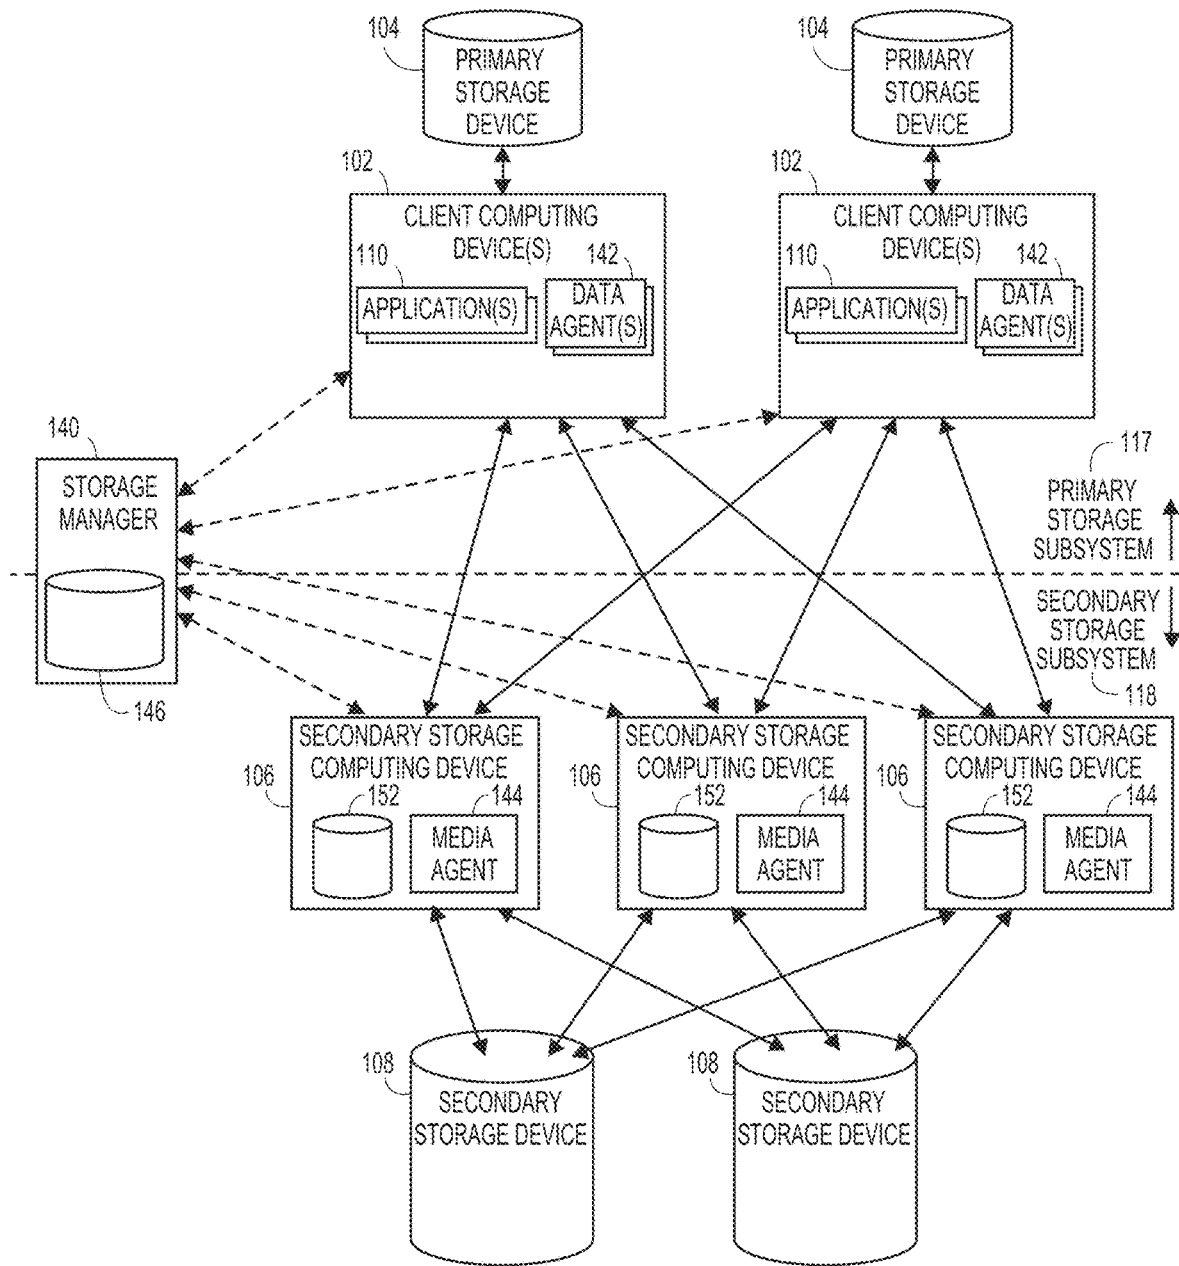 104
PRIMARY
STORAGE
DEVICE
104
PRIMARY
STORAGE
DEVICE
102
CLIENT COMPUTING
DEVICE(S)
110
142
APPLICATION(S)
DATA
AGENT(S)
102
CLIENT COMPUTING
DEVICE(S)
110
142
APPLICATION(S)
DATA
AGENT(S)
140
STORAGE
MANAGER
146
117
PRIMARY
STORAGE
SUBSYSTEM
SECONDARY
STORAGE
SUBSYSTEM
118
SECONDARY STORAGE
COMPUTING DEVICE
106
152
144
MEDIA
AGENT
SECONDARY STORAGE
COMPUTING DEVICE
106
152
144
MEDIA
AGENT
SECONDARY STORAGE
COMPUTING DEVICE
106
152
144
MEDIA
AGENT
108
SECONDARY
STORAGE DEVICE
108
SECONDARY
STORAGE DEVICE